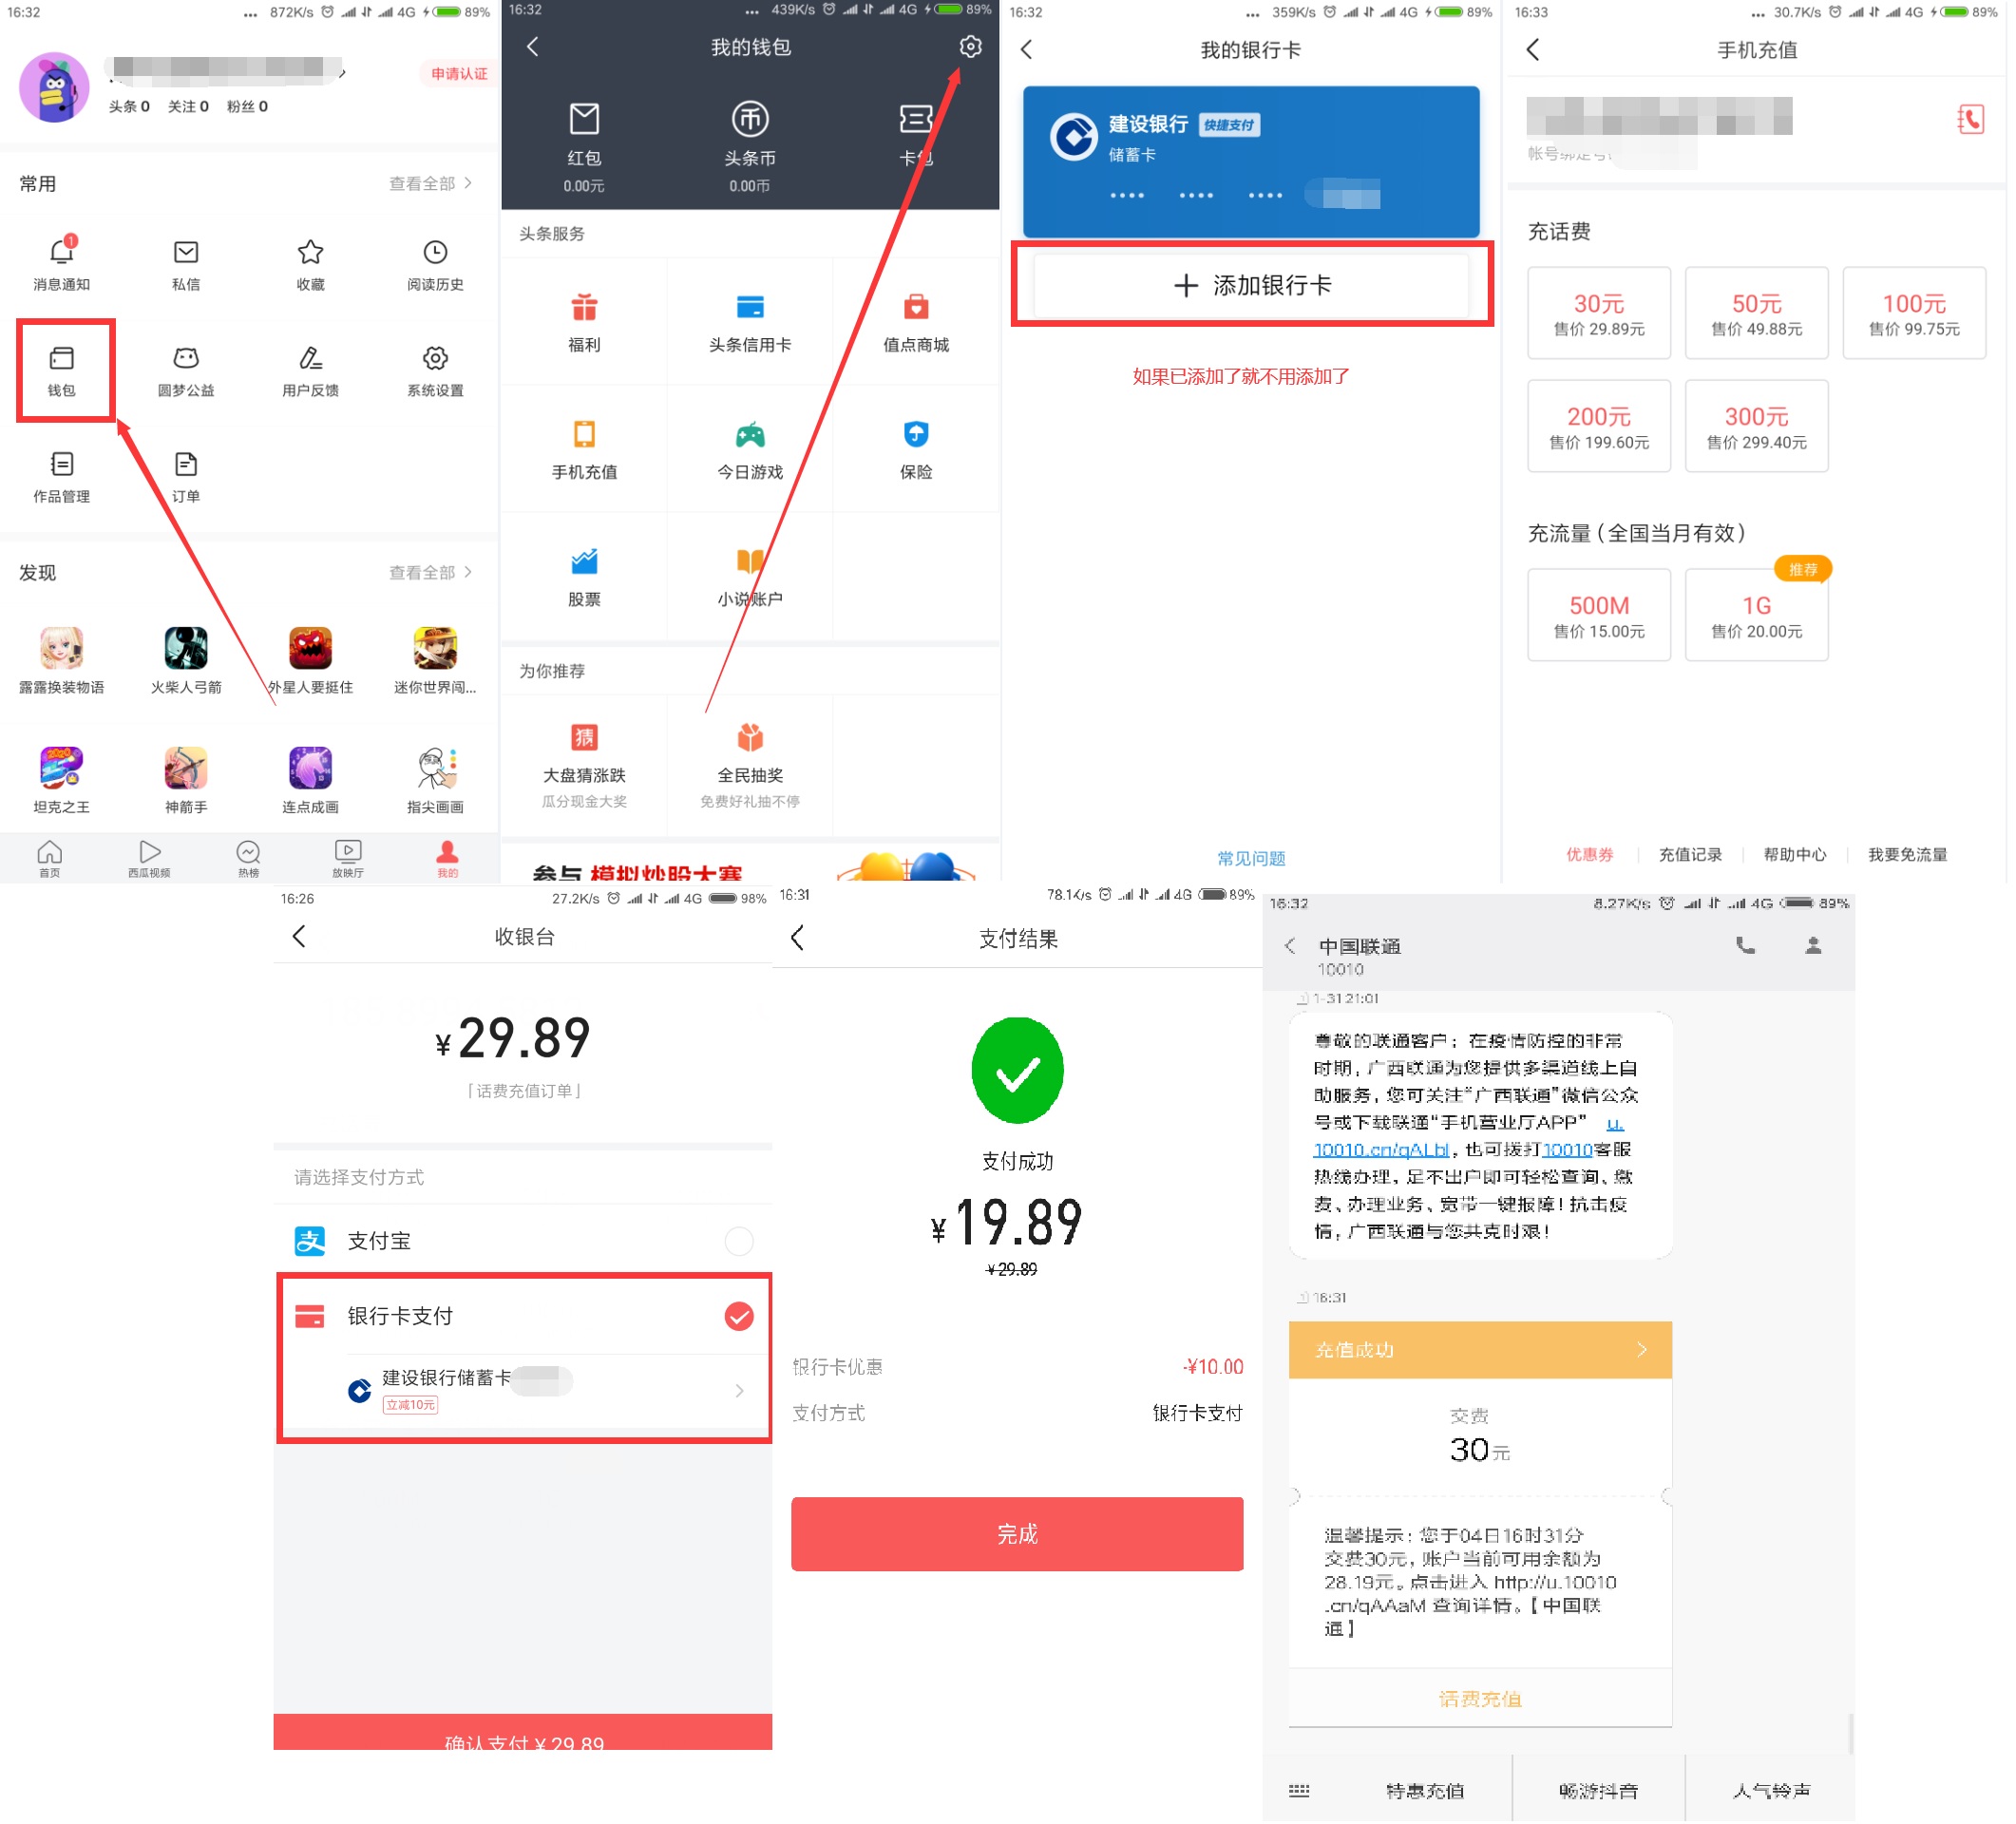 16:32
... 872K/s 4G 89%
申请认证
头条 0 关注 0 粉丝 0
常用 查看全部
1
消息通知 私信 收藏 阅读历史
钱包 圆梦公益 用户反馈 系统设置
作品管理 订单
发现 查看全部
露露换装物语 火柴人弓箭 外星人要挺住 迷你世界闯...
坦克之王 神箭手 连点成画 指尖画画
首页 西瓜视频 热榜 放映厅 我的
16:32
... 439K/s 4G 89%
我的钱包
红包 头条币 卡包
0.00元 0.00币
头条服务
福利 头条信用卡 值点商城
手机充值 今日游戏 保险
股票 小说账户
为你推荐
猜
大盘猜涨跌 全民抽奖
瓜分现金大奖 免费好礼抽不停
参与 模拟炒股大赛
16:32
... 359K/s 4G 89%
我的银行卡
建设银行 快捷支付
储蓄卡
•••• •••• ••••
+ 添加银行卡
如果已添加了就不用添加了
常见问题
16:33
... 30.7K/s 4G 89%
手机充值
充话费
30元 50元 100元
售价 29.89元 售价 49.88元 售价 99.75元
200元 300元
售价 199.60元 售价 299.40元
充流量(全国当月有效)
推荐
500M 1G
售价 15.00元 售价 20.00元
优惠券 充值记录 帮助中心 我要免流量
16:26
27.2K/s 4G 98%
收银台
¥29.89
「话费充值订单」
请选择支付方式
支 支付宝
银行卡支付
建设银行储蓄卡
立减10元
确认支付 ¥ 29.89
16:31
78.1K/s 4G 89%
支付结果
支付成功
¥19.89
¥29.89
银行卡优惠 -¥10.00
支付方式 银行卡支付
完成
16:32
8.27K/s 4G 89%
中国联通
10010
1 1-31 21:01
尊敬的联通客户：在疫情防控的非常
时期，广西联通为您提供多渠道线上自
助服务，您可关注“广西联通”微信公众
号或下载联通“手机营业厅APP” u.
10010.cn/qALbl，也可拨打10010客服
热线办理，足不出户即可轻松查询、缴
费、办理业务、宽带一键报障！抗击疫
情，广西联通与您共克时艰！
1 16:31
充值成功
交费
30元
温馨提示：您于04日16时31分
交费30元，账户当前可用余额为
28.19元。点击进入 http://u.10010
.cn/qAAaM 查询详情。【中国联
通】
话费充值
特惠充值 畅游抖音 人气铃声